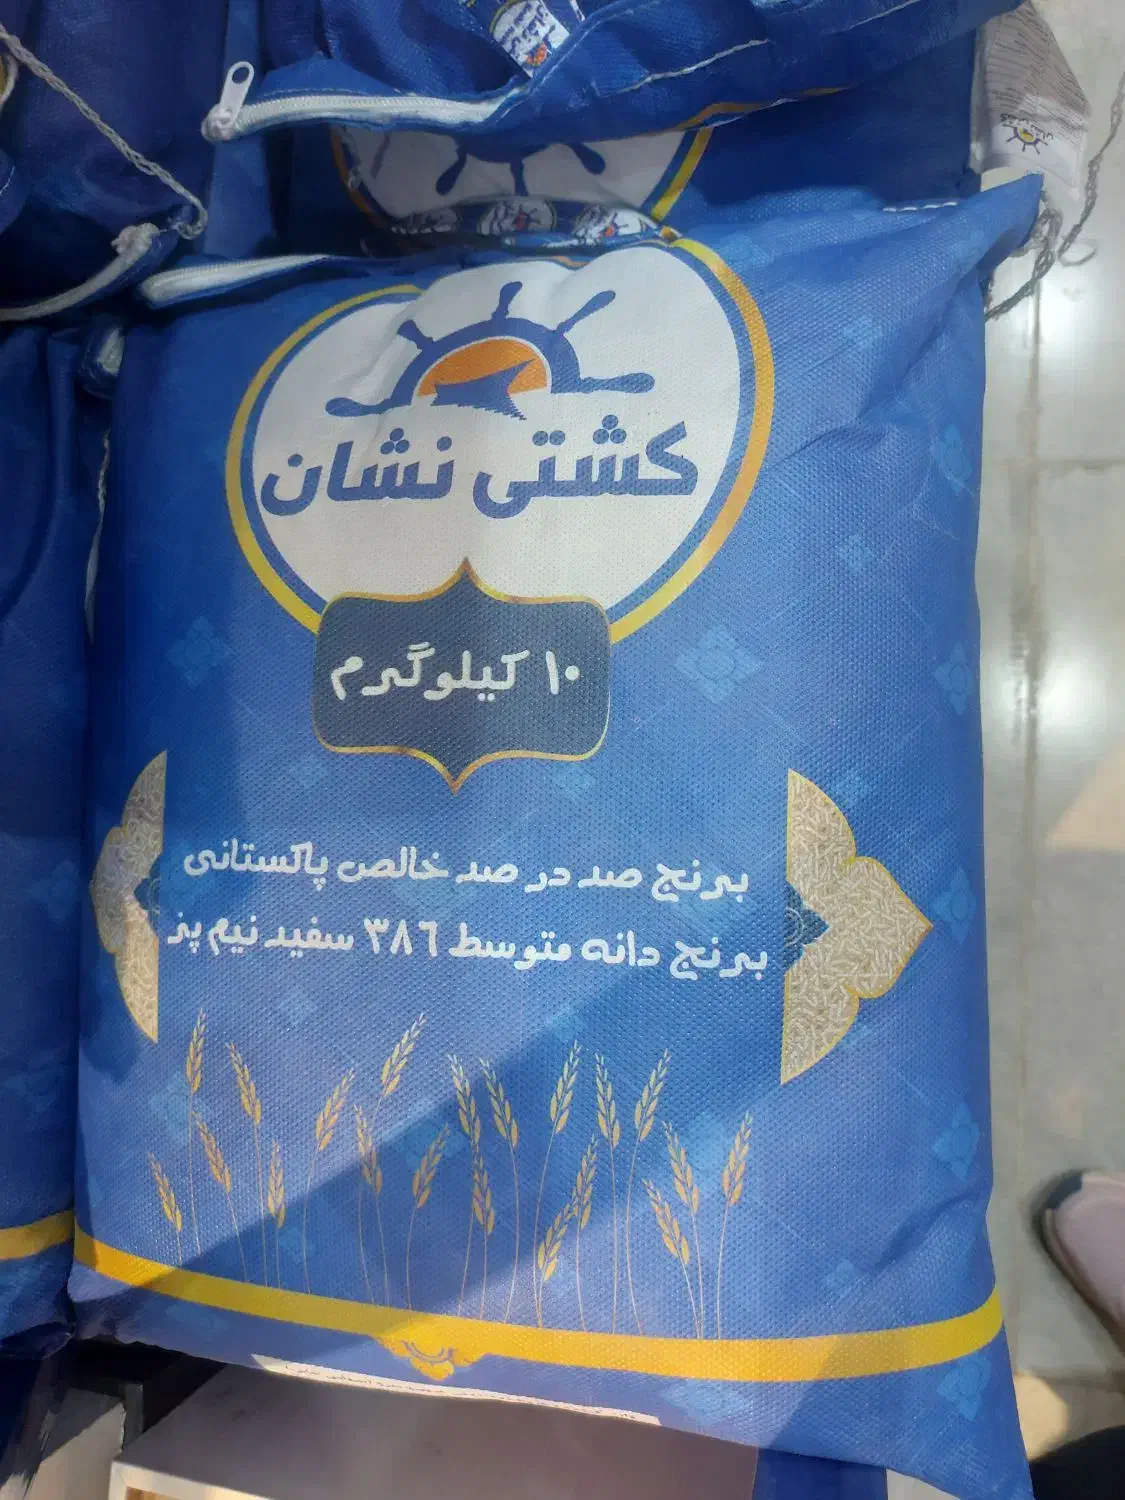 کشتی نشان
۱۰ کیلوگرم
برنج صد در صد خالص پاکستانی
برنج دانه متوسط ۳۸۶ سفید نیم پز